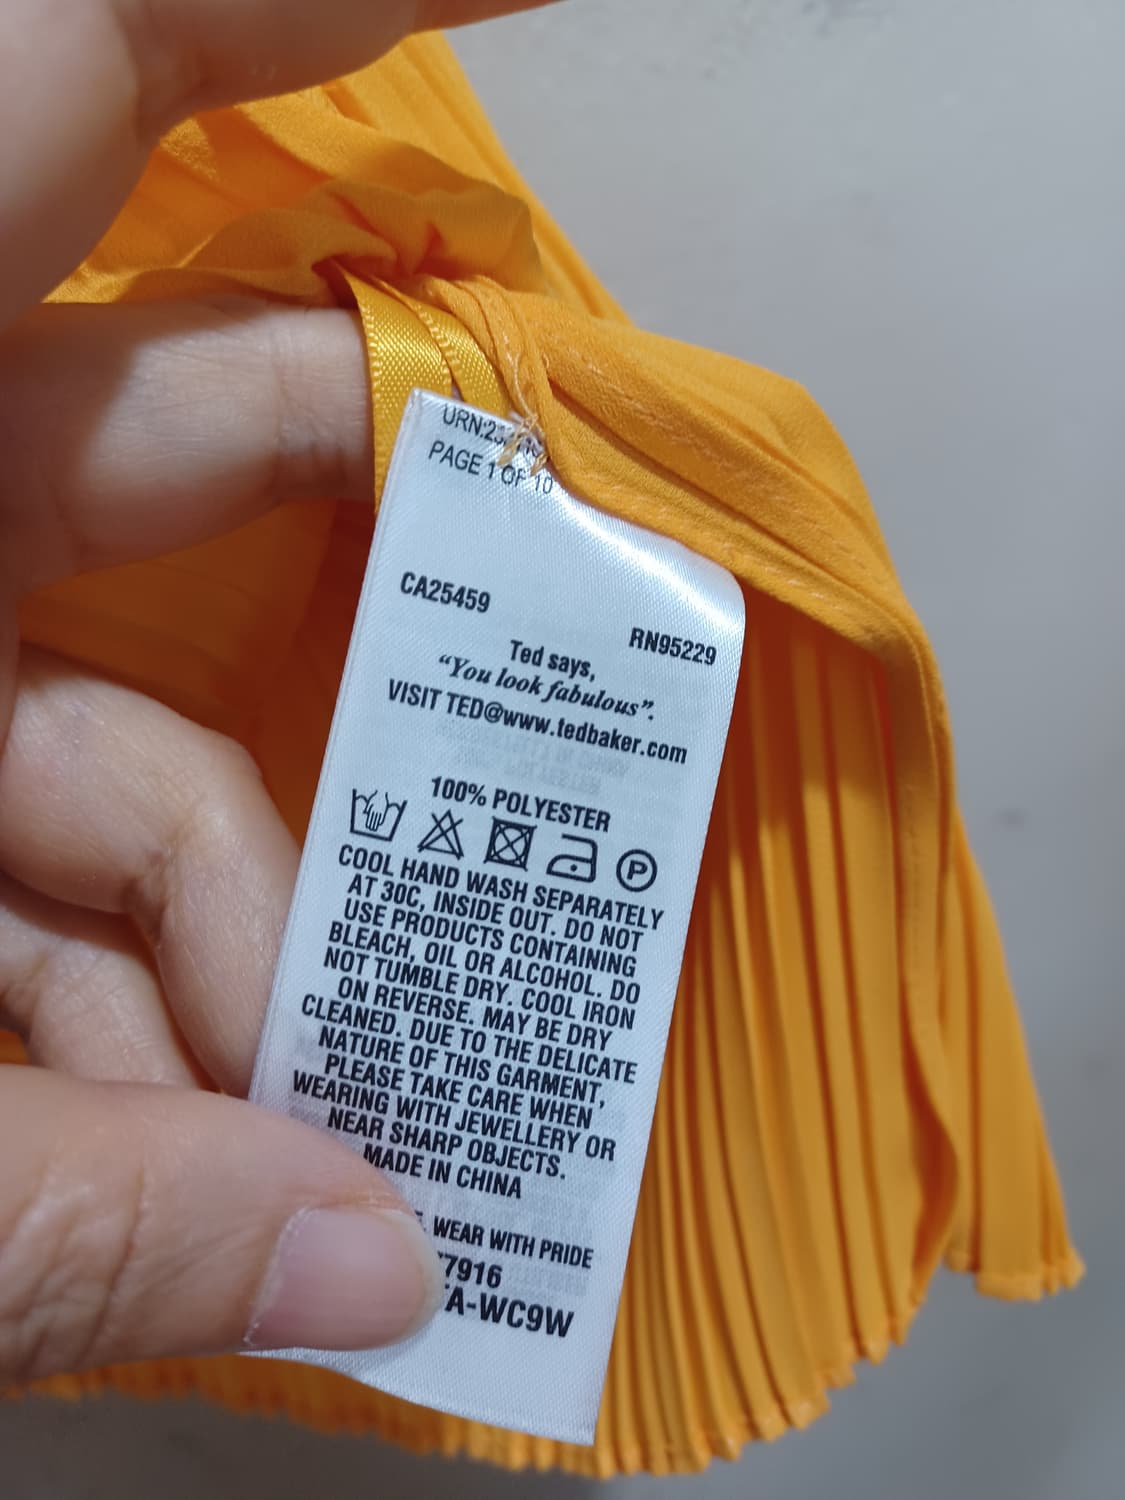 PAGE 1 OF 10
CA25459
RN95229
Ted says,
“You look fabulous”.
VISIT TED@www.tedbaker.com
100% POLYESTER
P
COOL HAND WASH SEPARATELY
AT 30C, INSIDE OUT. DO NOT
USE PRODUCTS CONTAINING
BLEACH, OIL OR ALCOHOL. DO
NOT TUMBLE DRY. COOL IRON
ON REVERSE. MAY BE DRY
CLEANED. DUE TO THE DELICATE
NATURE OF THIS GARMENT,
PLEASE TAKE CARE WHEN
WEARING WITH JEWELLERY OR
NEAR SHARP OBJECTS.
MADE IN CHINA
WEAR WITH PRIDE
7916
A-WC9W